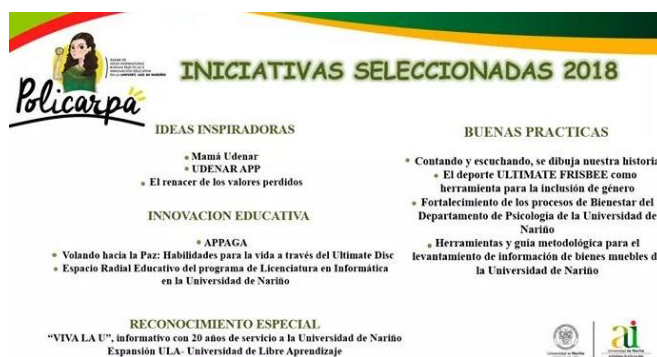 Policarpa
INICIATIVAS SELECCIONADAS 2018
IDEAS INSPIRADORAS
Mamá Udenar
UDENAR APP
El renacer de los valores perdidos
INNOVACION EDUCATIVA
APPAGA
Volando hacia la Paz: Habilidades para la vida a través del Ultimate Disc
Espacio Radial Educativo del programa de Licenciatura en Informática
en la Universidad de Nariño
RECONOCIMIENTO ESPECIAL
“VIVA LA U”, informativo con 20 años de servicio a la Universidad de Nariño
Expansión ULA- Universidad de Libre Aprendizaje
BUENAS PRACTICAS
Contando y escuchando, se dibuja nuestra historia
El deporte ULTIMATE FRISBEE como
herramienta para la inclusión de género
Fortalecimiento de los procesos de Bienestar del
Departamento de Psicología de la Universidad de
Nariño
Herramientas y guía metodológica para el
levantamiento de información de bienes muebles d
la Universidad de Nariño
Universidad de Nariño
ai
Universidad de Nariño